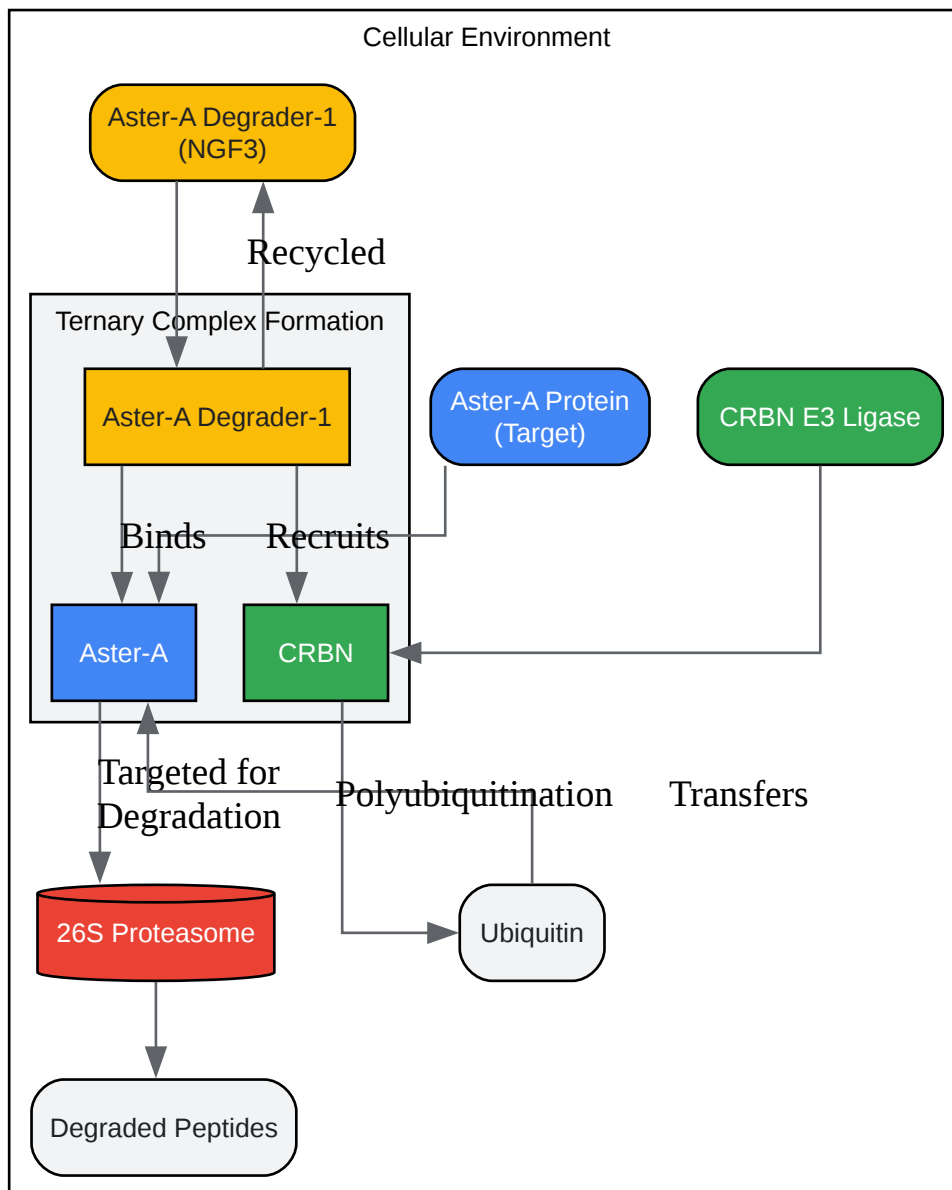 Cellular Environment
Aster-A Degrader-1
(NGF3)
Recycled
Ternary Complex Formation
Aster-A Degrader-1
Aster-A Protein
(Target)
CRBN E3 Ligase
Binds
Recruits
Aster-A
CRBN
Targeted for
Degradation
Polyubiquitination
Transfers
26S Proteasome
Ubiquitin
Degraded Peptides